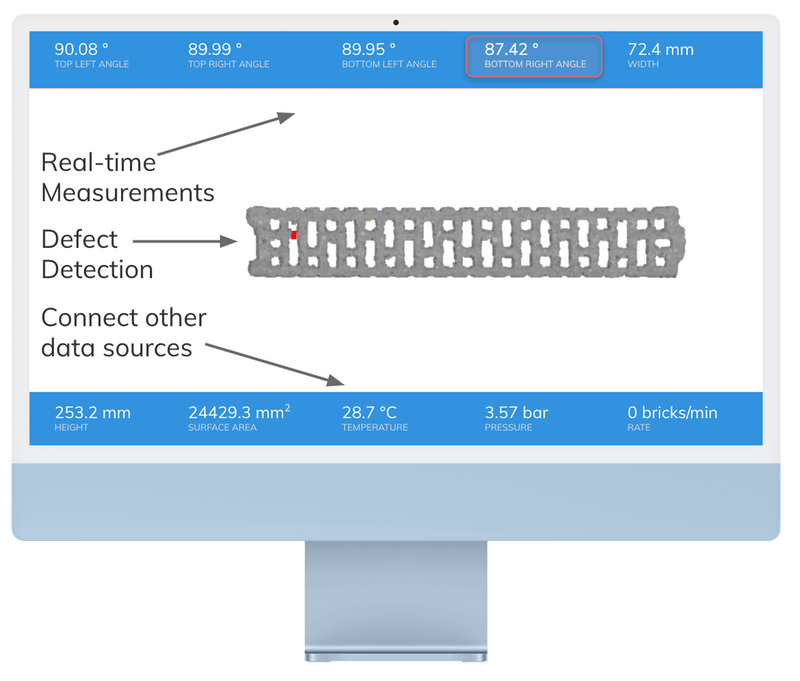 90.08 ° 89.99 ° 89.95 ° 87.42 ° 72.4 mm
TOP LEFT ANGLE TOP RIGHT ANGLE BOTTOM LEFT ANGLE BOTTOM RIGHT ANGLE WIDTH
Real-time
Measurements
Defect
Detection
Connect other
data sources
253.2 mm 24429.3 mm² 28.7 °C 3.57 bar 0 bricks/min
HEIGHT SURFACE AREA TEMPERATURE PRESSURE RATE